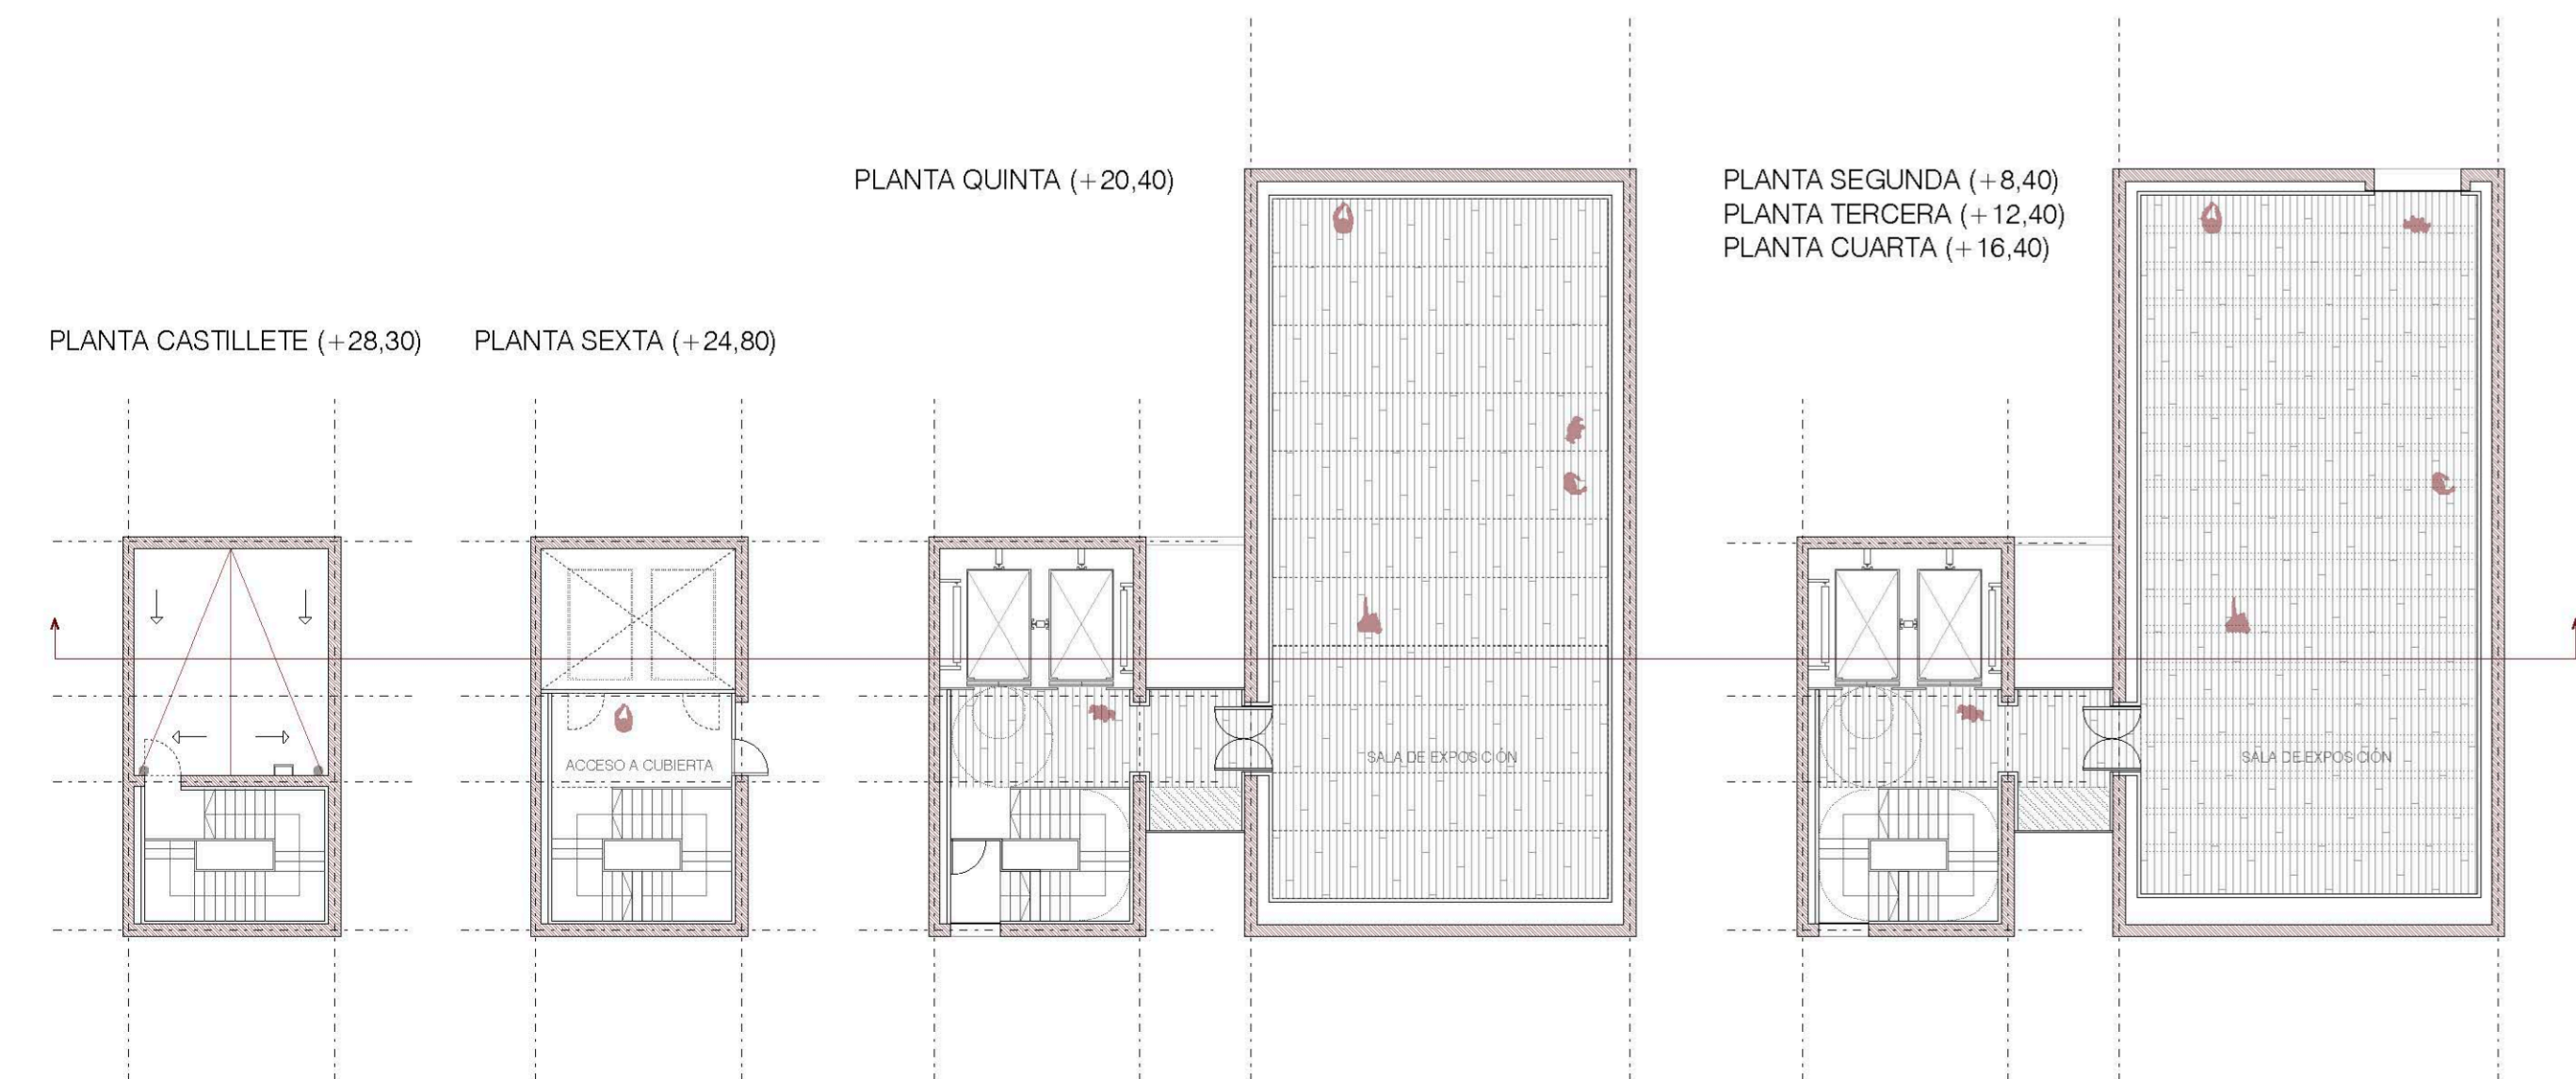 PLANTA CASTILLETE (+28,30)
PLANTA SEXTA (+24,80)
ACCESO A CUBIERTA
PLANTA QUINTA (+20,40)
SALA DE EXPOSICIÓN
PLANTA SEGUNDA (+8,40)
PLANTA TERCERA (+12,40)
PLANTA CUARTA (+16,40)
SALA DE EXPOSICIÓN